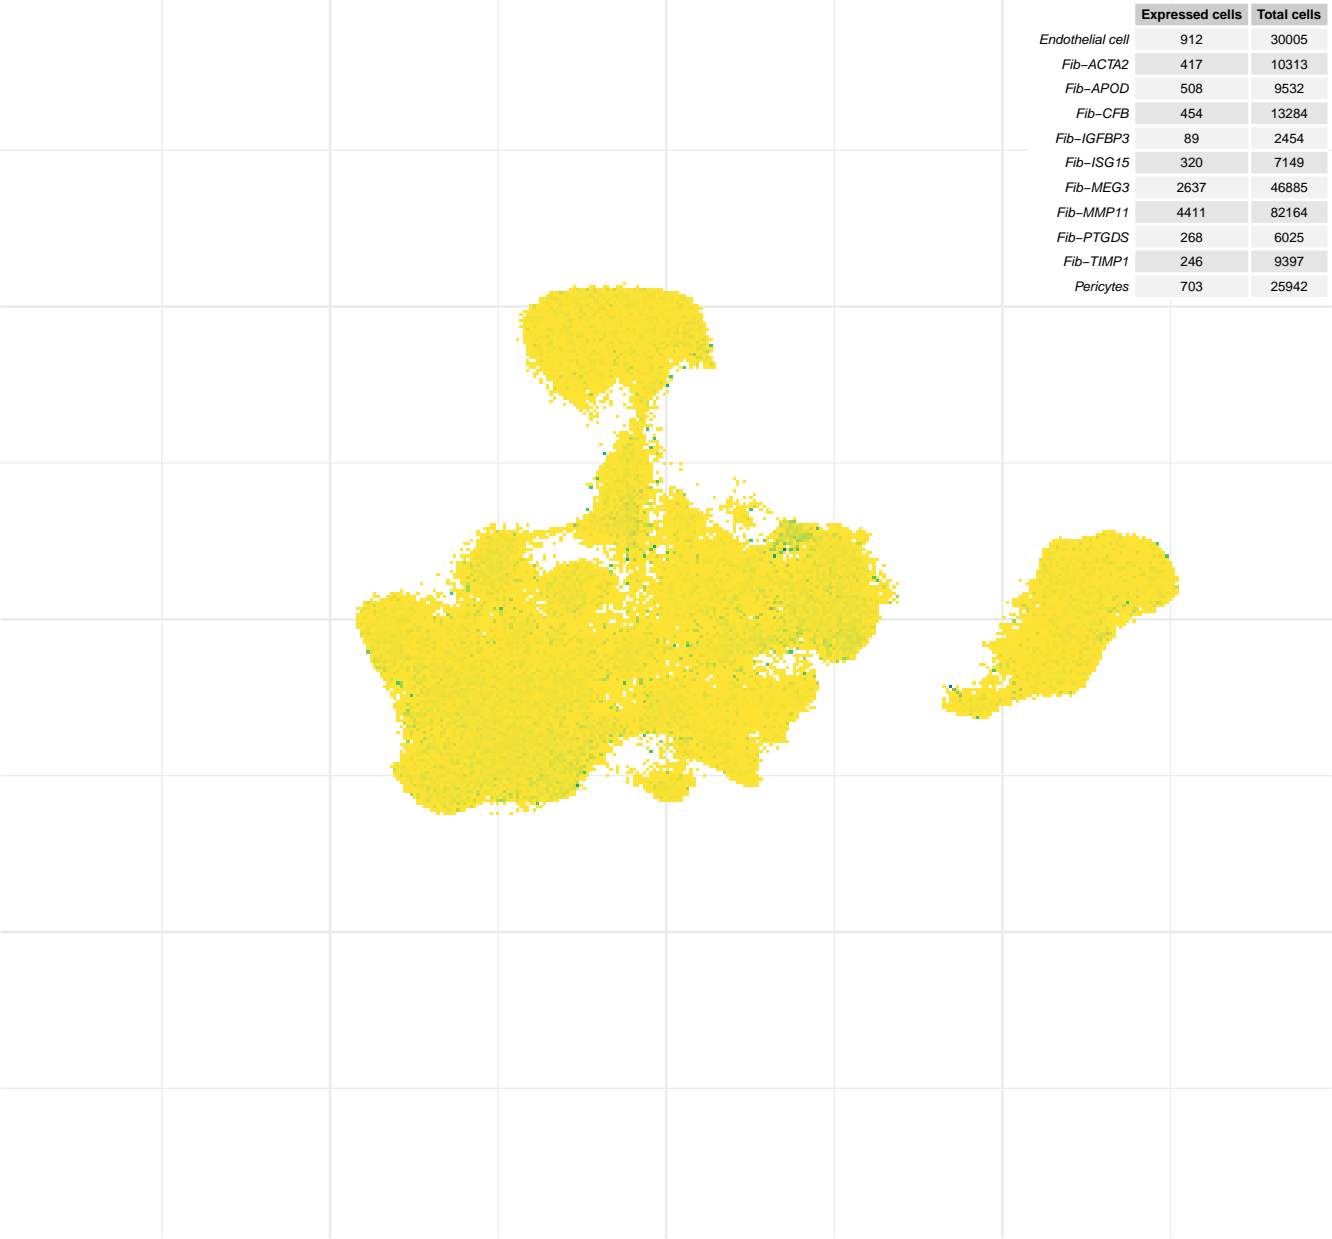 Expressed cells Total cells
Endothelial cell 912 30005
Fib−ACTA2 417 10313
Fib−APOD 508 9532
Fib−CFB 454 13284
Fib−IGFBP3 89 2454
Fib−ISG15 320 7149
Fib−MEG3 2637 46885
Fib−MMP11 4411 82164
Fib−PTGDS 268 6025
Fib−TIMP1 246 9397
Pericytes 703 25942